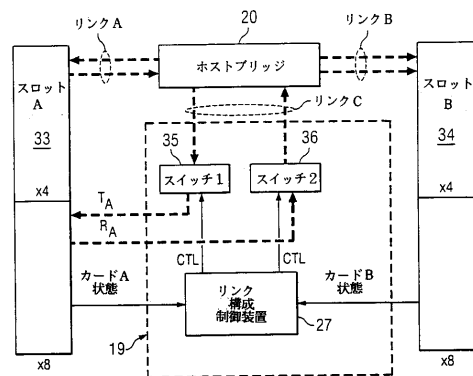 リンクA
20
リンクB
スロット
A
33
x4
x8
ホストブリッジ
スロット
B
34
x4
x8
リンクC
35
36
スイッチ1
スイッチ2
TA
RA
CTL
CTL
カードA
状態
カードB
状態
リンク
構成
制御装置
27
19